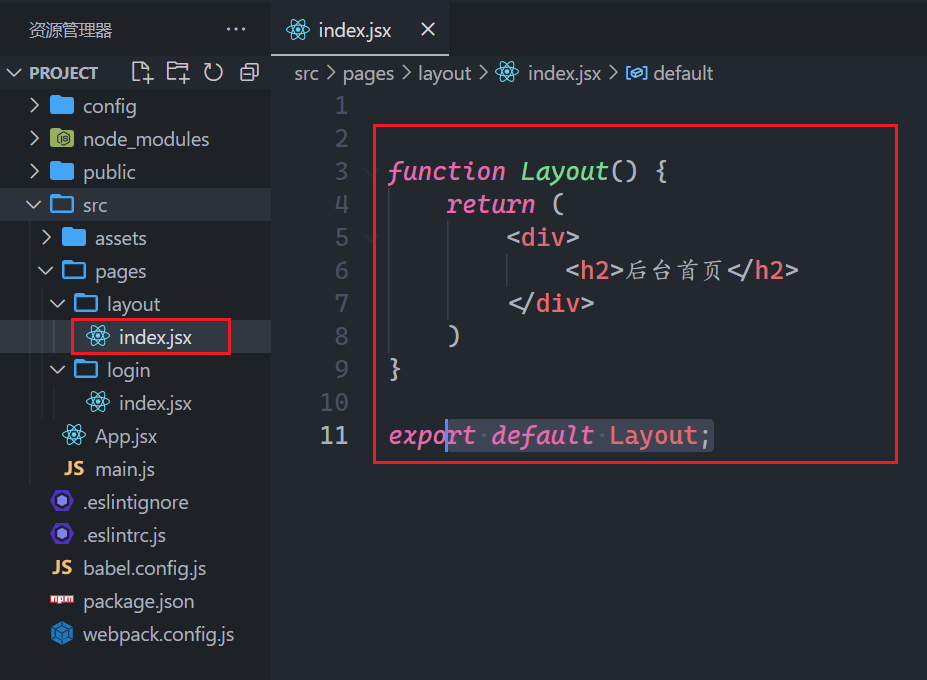 资源管理器 ···
PROJECT
config
node_modules
public
src
assets
pages
layout
index.jsx
login
index.jsx
App.jsx
JS main.js
.eslintignore
.eslintrc.js
JS babel.config.js
package.json
webpack.config.js
index.jsx ×
src > pages > layout > index.jsx > default
1
2
3 function Layout() {
4 return (
5 <div>
6 <h2>后台首页</h2>
7 </div>
8 )
9 }
10
11 export default Layout;